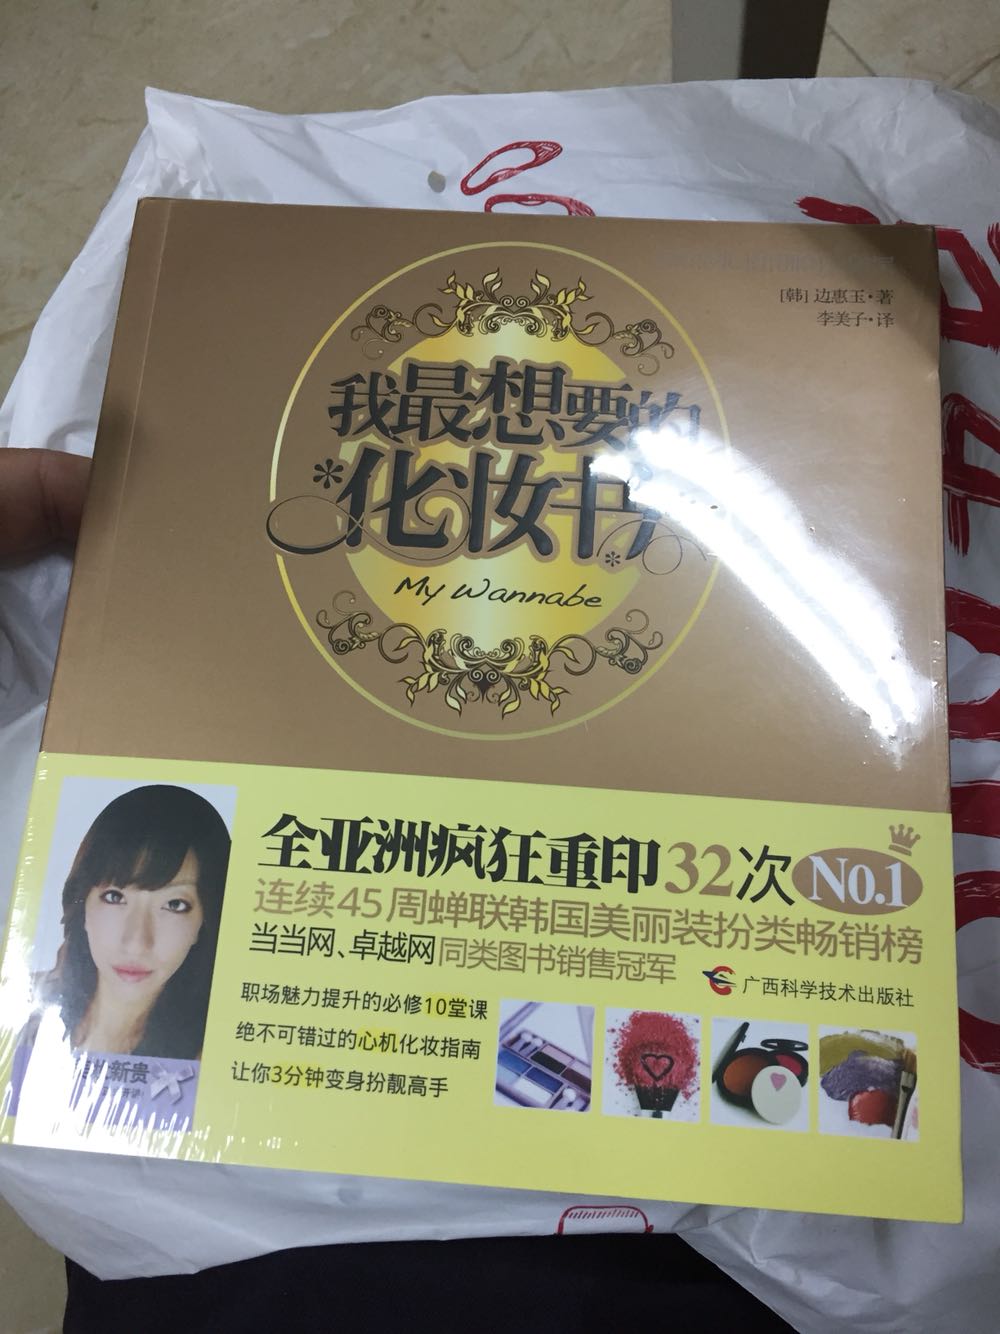 [韩] 边惠玉·著
李美子·译
我最想要的
化妆书
My Wannabe
全亚洲疯狂重印32次 No.1
连续45周蝉联韩国美丽装扮类畅销榜
当当网、卓越网同类图书销售冠军
广西科学技术出版社
职场魅力提升的必修10堂课
绝不可错过的心机化妆指南
让你3分钟变身扮靓高手
新贵